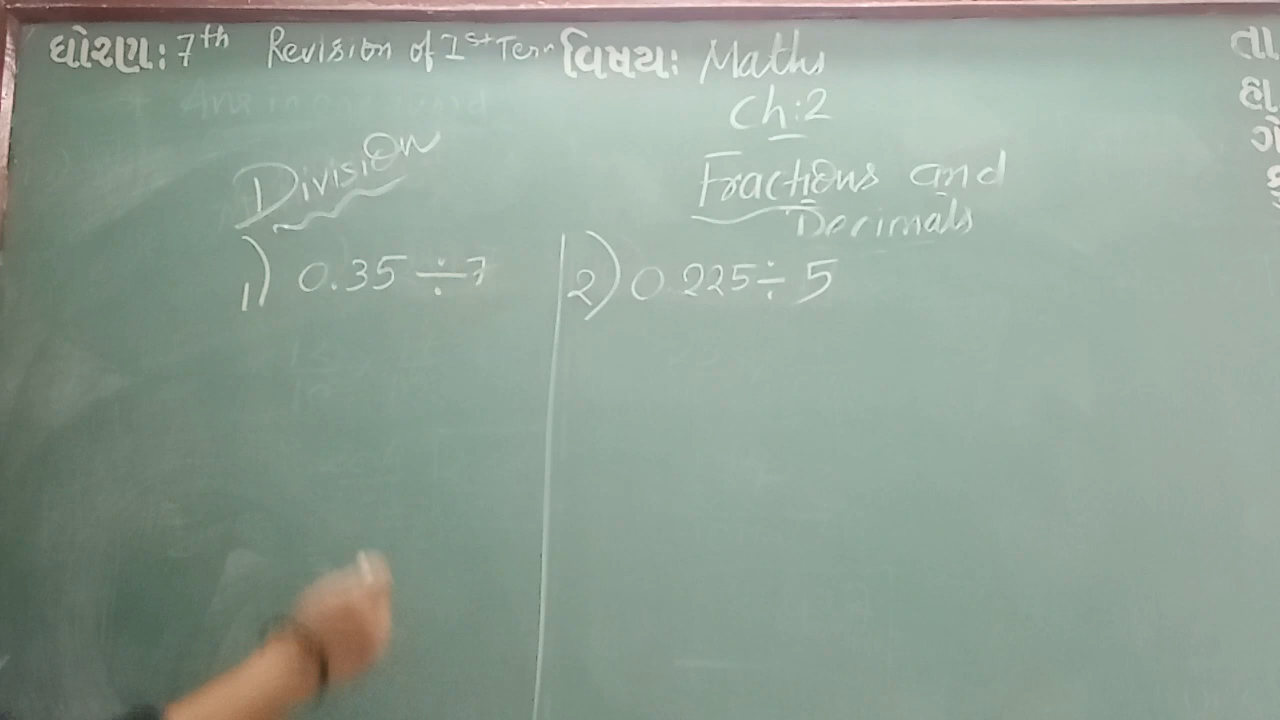 ધોરણ: 7th Revision of 1st Term વિષય: Maths
Ch:2
Division
Fractions and
Decimals
1) 0.35 ÷ 7
2) 0.225 ÷ 5
તા
હા